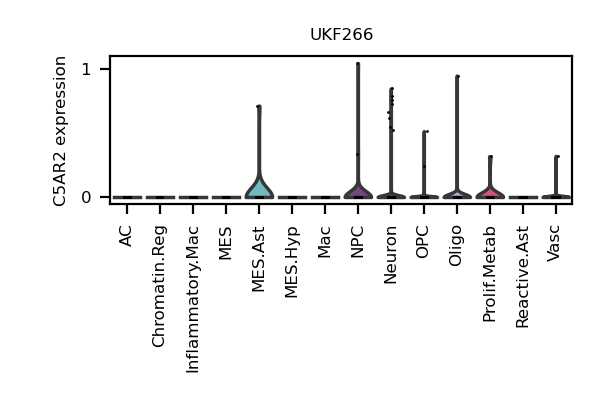 UKF266
C5AR2 expression
1
0
AC
Chromatin.Reg
Inflammatory.Mac
MES
MES.Ast
MES.Hyp
Mac
NPC
Neuron
OPC
Oligo
Prolif.Metab
Reactive.Ast
Vasc